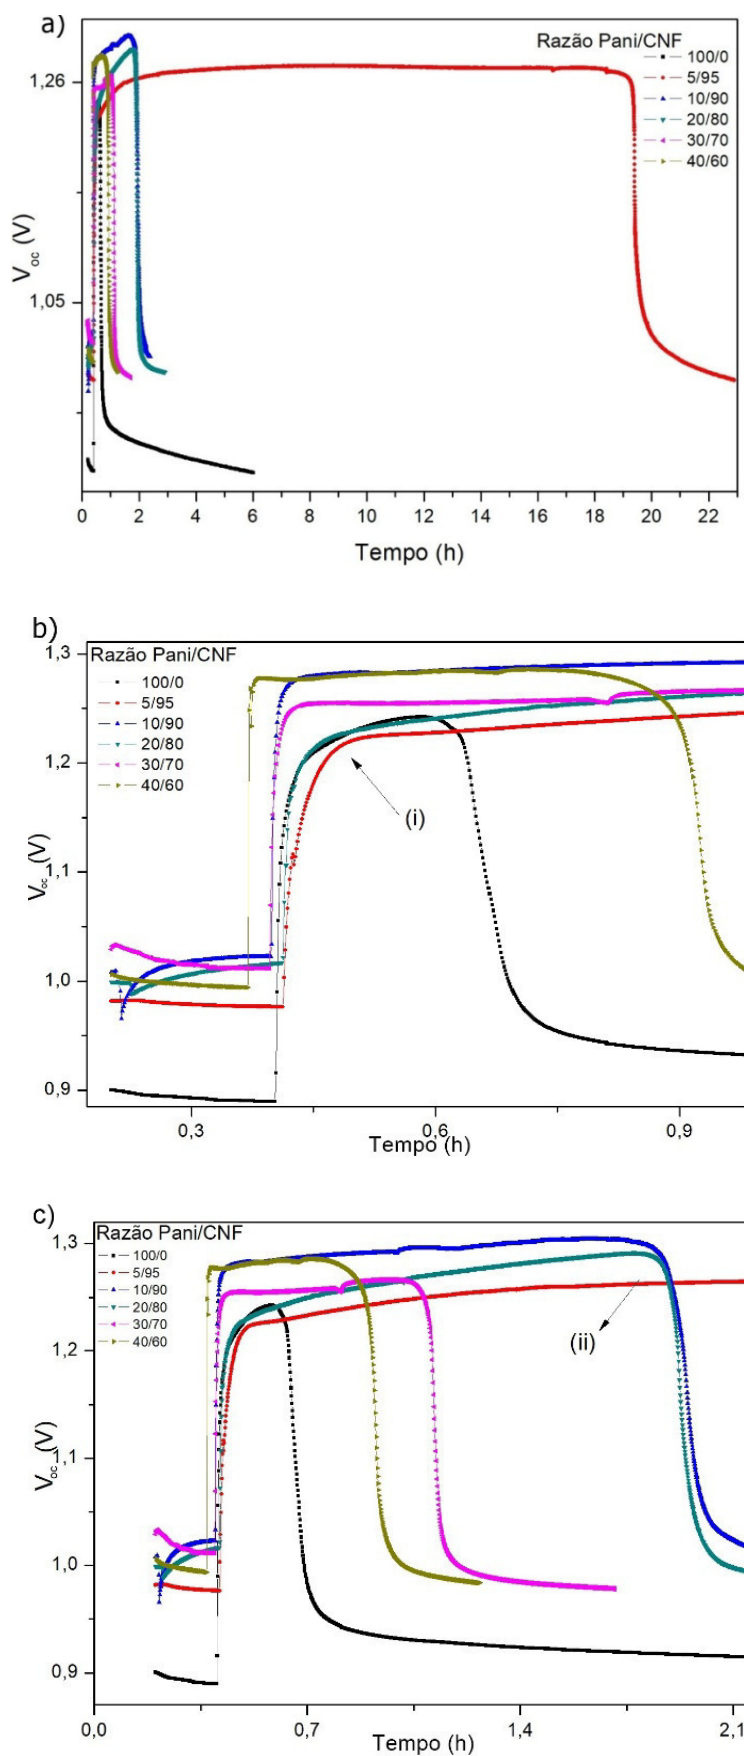 a)
Razão Pani/CNF
100/0
5/95
10/90
20/80
30/70
40/60
1,26
1,05
Voc (V)
0 2 4 6 8 10 12 14 16 18 20 22
Tempo (h)
b)
Razão Pani/CNF
100/0
5/95
10/90
20/80
30/70
40/60
1,3
1,2
1,1
1,0
0,9
Voc (V)
(i)
0,3 0,6 0,9
Tempo (h)
c)
Razão Pani/CNF
100/0
5/95
10/90
20/80
30/70
40/60
1,3
1,2
1,1
1,0
0,9
Voc (V)
(ii)
0,0 0,7 1,4 2,1
Tempo (h)